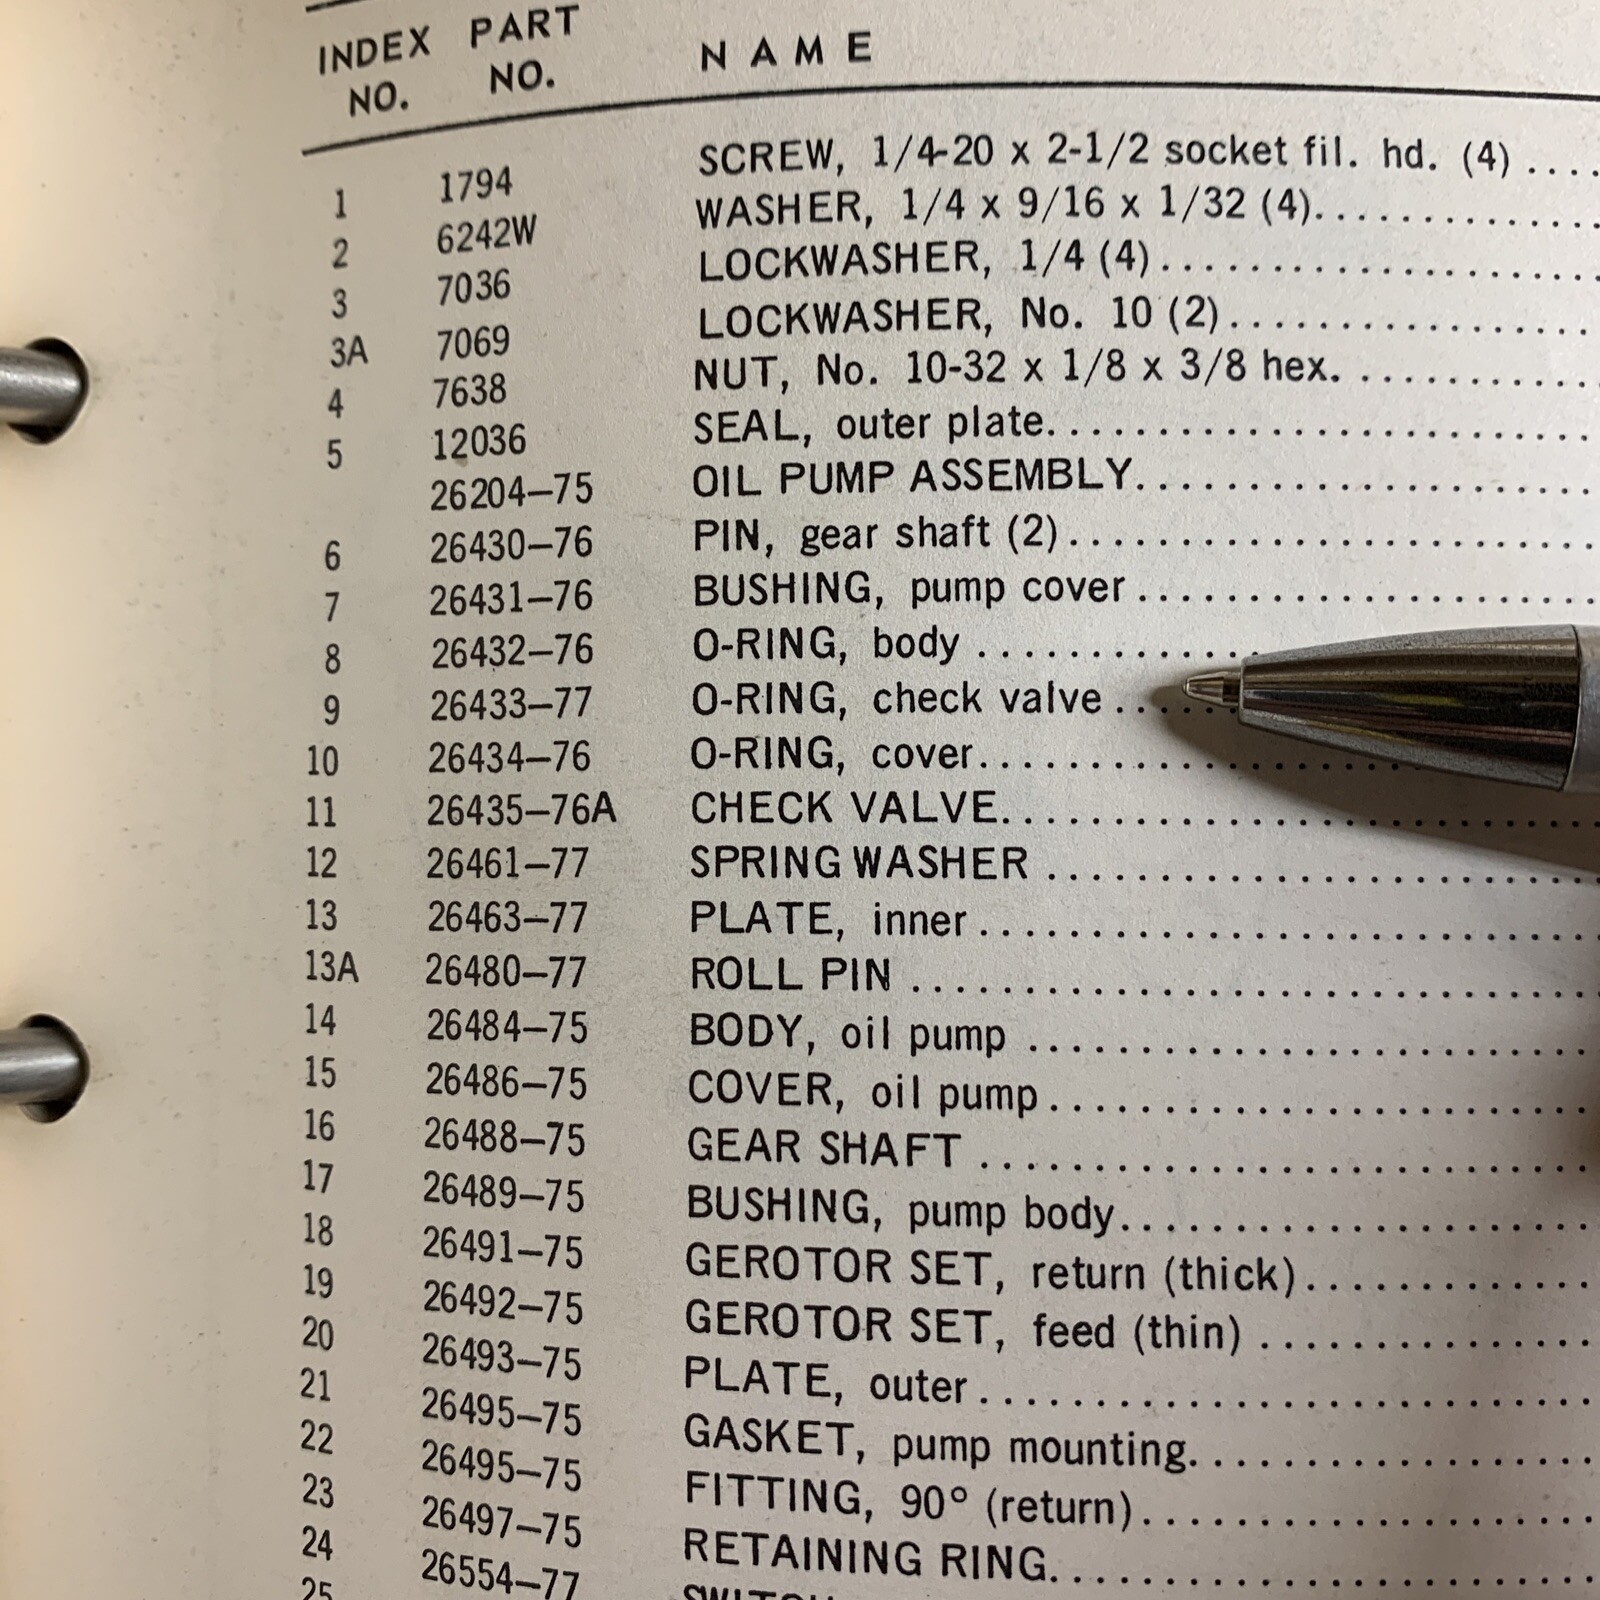 INDEX NO. PART NO. NAME
1 1794 SCREW, 1/4-20 x 2-1/2 socket fil. hd. (4) ....
2 6242W WASHER, 1/4 x 9/16 x 1/32 (4)..............
3 7036 LOCKWASHER, 1/4 (4)....................
3A 7069 LOCKWASHER, No. 10 (2)................
4 7638 NUT, No. 10-32 x 1/8 x 3/8 hex. ..........
5 12036 SEAL, outer plate.........................
26204–75 OIL PUMP ASSEMBLY.....................
6 26430–76 PIN, gear shaft (2)........................
7 26431–76 BUSHING, pump cover....................
8 26432–76 O-RING, body ............
9 26433–77 O-RING, check valve ......
10 26434–76 O-RING, cover.....................
11 26435–76A CHECK VALVE...........................
12 26461–77 SPRING WASHER ........................
13 26463–77 PLATE, inner............................
13A 26480–77 ROLL PIN ..............................
14 26484–75 BODY, oil pump ........................
15 26486–75 COVER, oil pump........................
16 26488–75 GEAR SHAFT ...........................
17 26489–75 BUSHING, pump body.....................
18 26491–75 GEROTOR SET, return (thick).............
19 26492–75 GEROTOR SET, feed (thin) ..............
20 26493–75 PLATE, outer...........................
21 26495–75 GASKET, pump mounting.................
22 26495–75 FITTING, 90° (return)...................
23 26497–75 RETAINING RING........................
24 26554–77 SWITCH
25